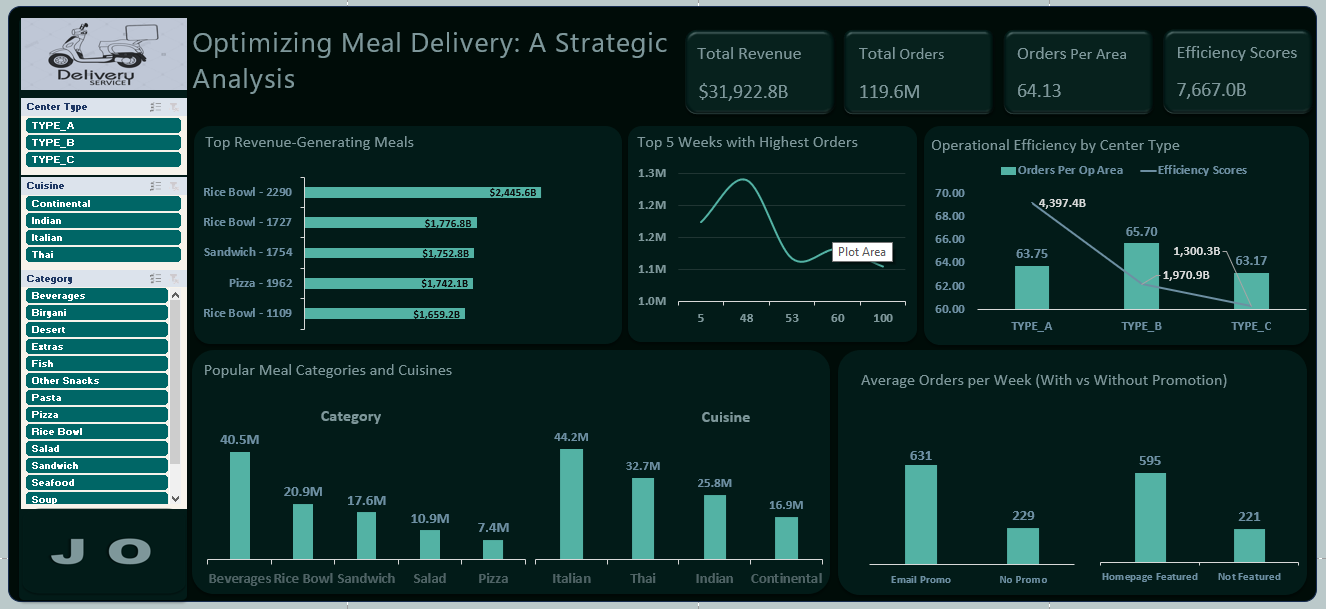 Delivery
SERVICE
Optimizing Meal Delivery: A Strategic
Analysis
Total Revenue
$31,922.8B
Total Orders
119.6M
Orders Per Area
64.13
Efficiency Scores
7,667.0B
Center Type
TYPE_A
TYPE_B
TYPE_C
Cuisine
Continental
Indian
Italian
Thai
Category
Beverages
Biryani
Desert
Extras
Fish
Other Snacks
Pasta
Pizza
Rice Bowl
Salad
Sandwich
Seafood
Soup
J O
Top Revenue-Generating Meals
Rice Bowl - 2290
$2,445.6B
Rice Bowl - 1727
$1,776.8B
Sandwich - 1754
$1,752.8B
Pizza - 1962
$1,742.1B
Rice Bowl - 1109
$1,659.2B
Top 5 Weeks with Highest Orders
1.3M
1.2M
1.2M
1.1M
1.0M
Plot Area
5 48 53 60 100
Operational Efficiency by Center Type
Orders Per Op Area Efficiency Scores
70.00
68.00
66.00
64.00
62.00
60.00
4,397.4B
63.75
65.70
1,970.9B
1,300.3B
63.17
TYPE_A TYPE_B TYPE_C
Popular Meal Categories and Cuisines
Category
40.5M
20.9M
17.6M
10.9M
7.4M
Beverages Rice Bowl Sandwich Salad Pizza
Cuisine
44.2M
32.7M
25.8M
16.9M
Italian Thai Indian Continental
Average Orders per Week (With vs Without Promotion)
631
229
Email Promo No Promo
595
221
Homepage Featured Not Featured